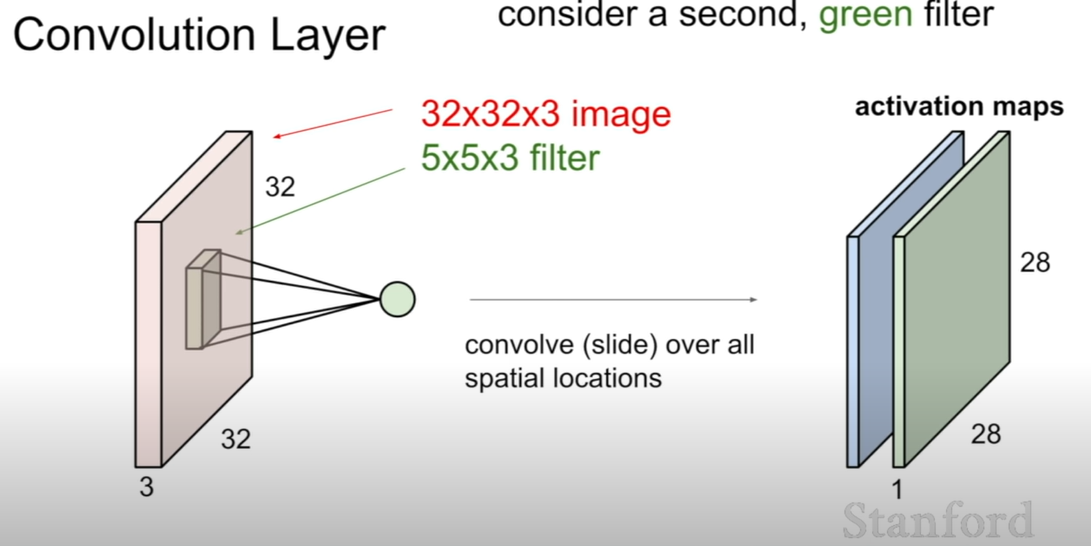 Convolution Layer
consider a second, green filter
32x32x3 image
5x5x3 filter
activation maps
32
28
convolve (slide) over all
spatial locations
32
28
3
1
Stanford